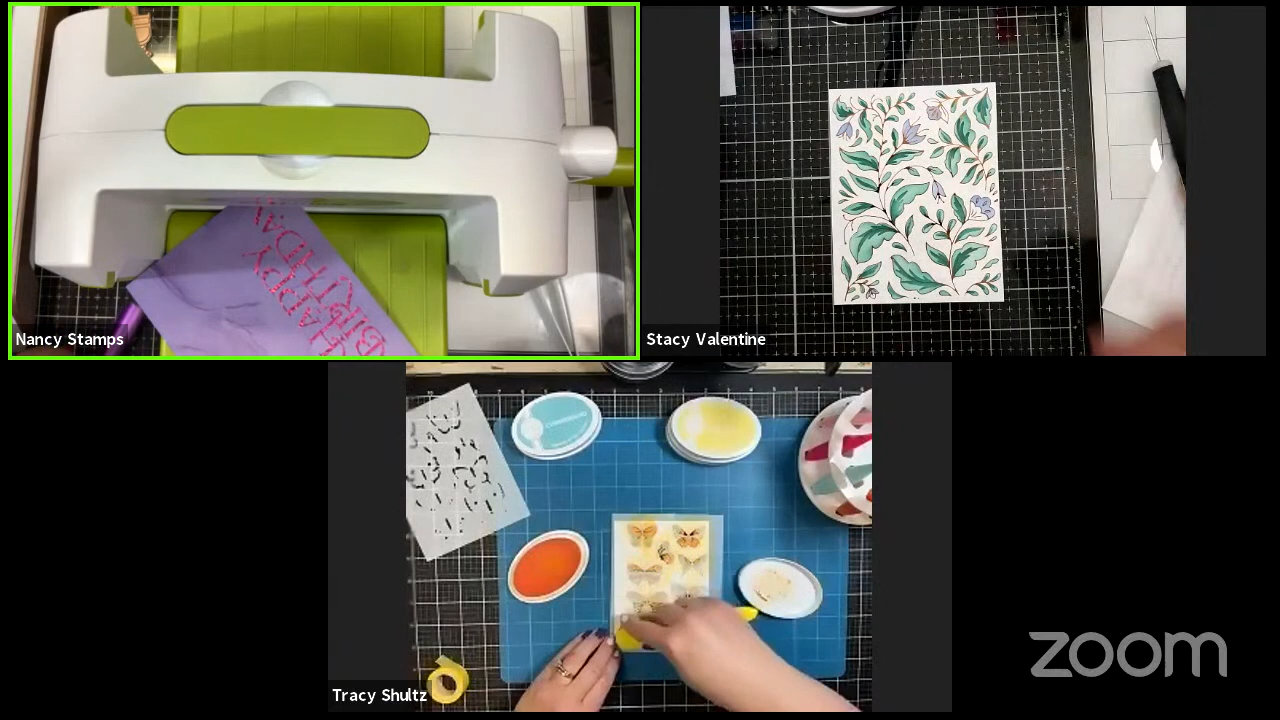 HAPPY
BIRTHDAY
Nancy Stamps
Stacy Valentine
Tracy Shultz
zoom